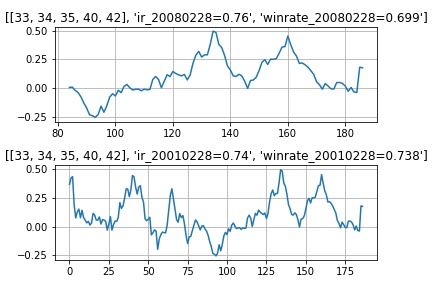 [[33, 34, 35, 40, 42], 'ir_20080228=0.76', 'winrate_20080228=0.699']
0.50
0.25
0.00
−0.25
80 100 120 140 160 180
[[33, 34, 35, 40, 42], 'ir_20010228=0.74', 'winrate_20010228=0.738']
0.50
0.25
0.00
−0.25
0 25 50 75 100 125 150 175